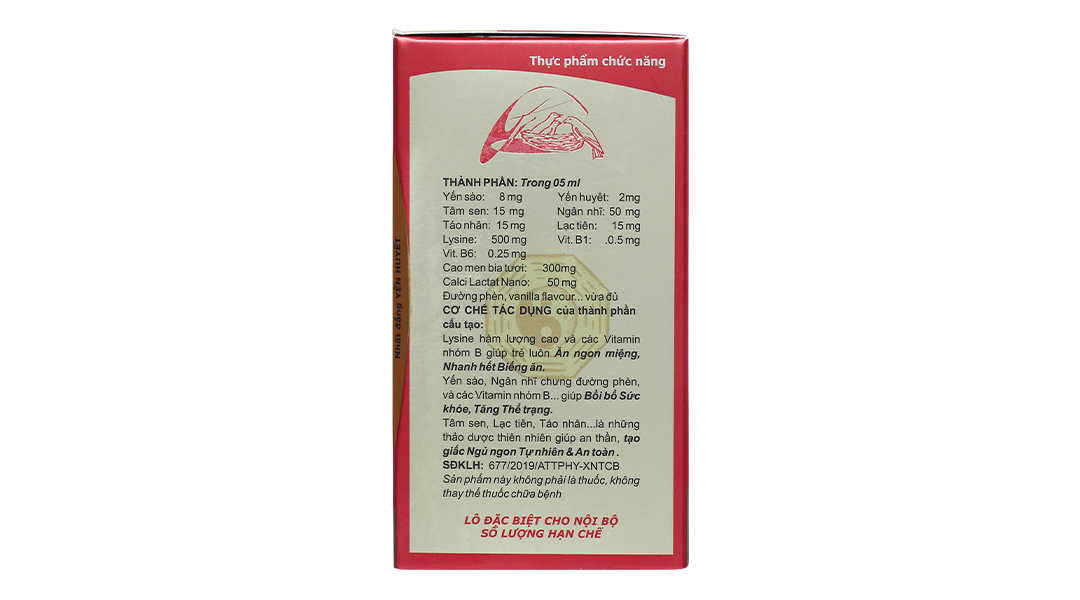 Thực phẩm chức năng
THÀNH PHẦN: Trong 05 ml
Yến sào: 8 mg Yến huyết: 2mg
Tâm sen: 15 mg Ngân nhĩ: 50 mg
Táo nhân: 15 mg Lạc tiên: 15 mg
Lysine: 500 mg Vit. B1: .0.5 mg
Vit. B6: 0.25 mg
Cao men bia tươi: 300mg
Calci Lactat Nano: 50 mg
Đường phèn, vanilla flavour... vừa đủ
CƠ CHẾ TÁC DỤNG của thành phần
cấu tạo:
Lysine hàm lượng cao và các Vitamin
nhóm B giúp trẻ luôn Ăn ngon miệng,
Nhanh hết Biếng ăn.
Yến sào, Ngân nhĩ chưng đường phèn,
và các Vitamin nhóm B... giúp Bồi bổ Sức
khỏe, Tăng Thể trạng.
Tâm sen, Lạc tiên, Táo nhân...là những
thảo dược thiên nhiên giúp an thần, tạo
giấc Ngủ ngon Tự nhiên & An toàn .
SĐKLH: 677/2019/ATTPHY-XNTCB
Sản phẩm này không phải là thuốc, không
thay thế thuốc chữa bệnh
LÔ ĐẶC BIỆT CHO NỘI BỘ
SỐ LƯỢNG HẠN CHẾ
Nhất đẳng YẾN HUYẾT